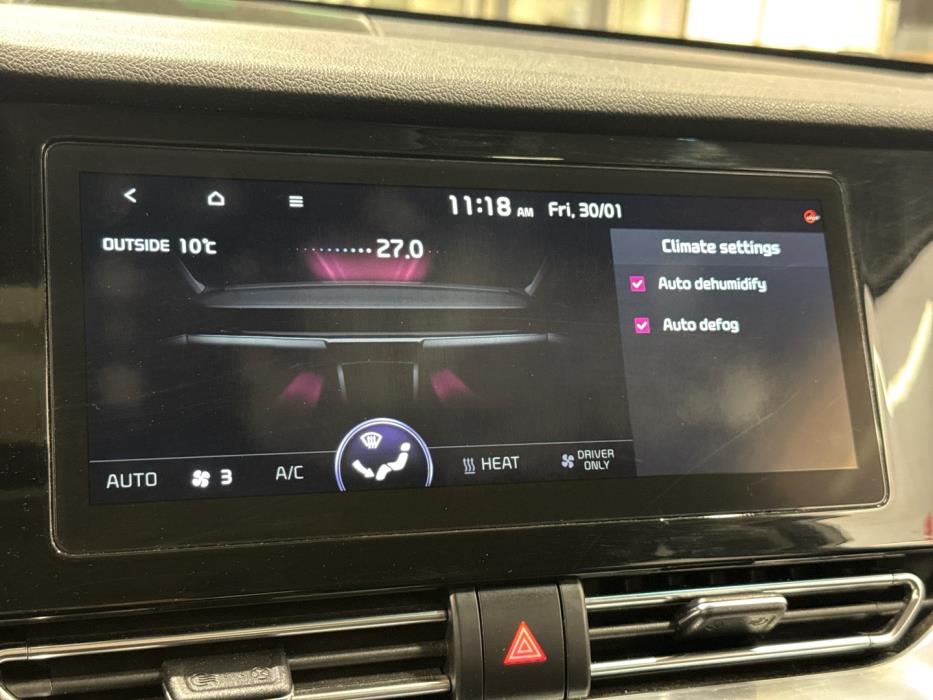 11:18 AM Fri, 30/01
OUTSIDE 10℃
27.0
Climate settings
Auto dehumidify
Auto defog
AUTO
3
A/C
HEAT
DRIVER
ONLY